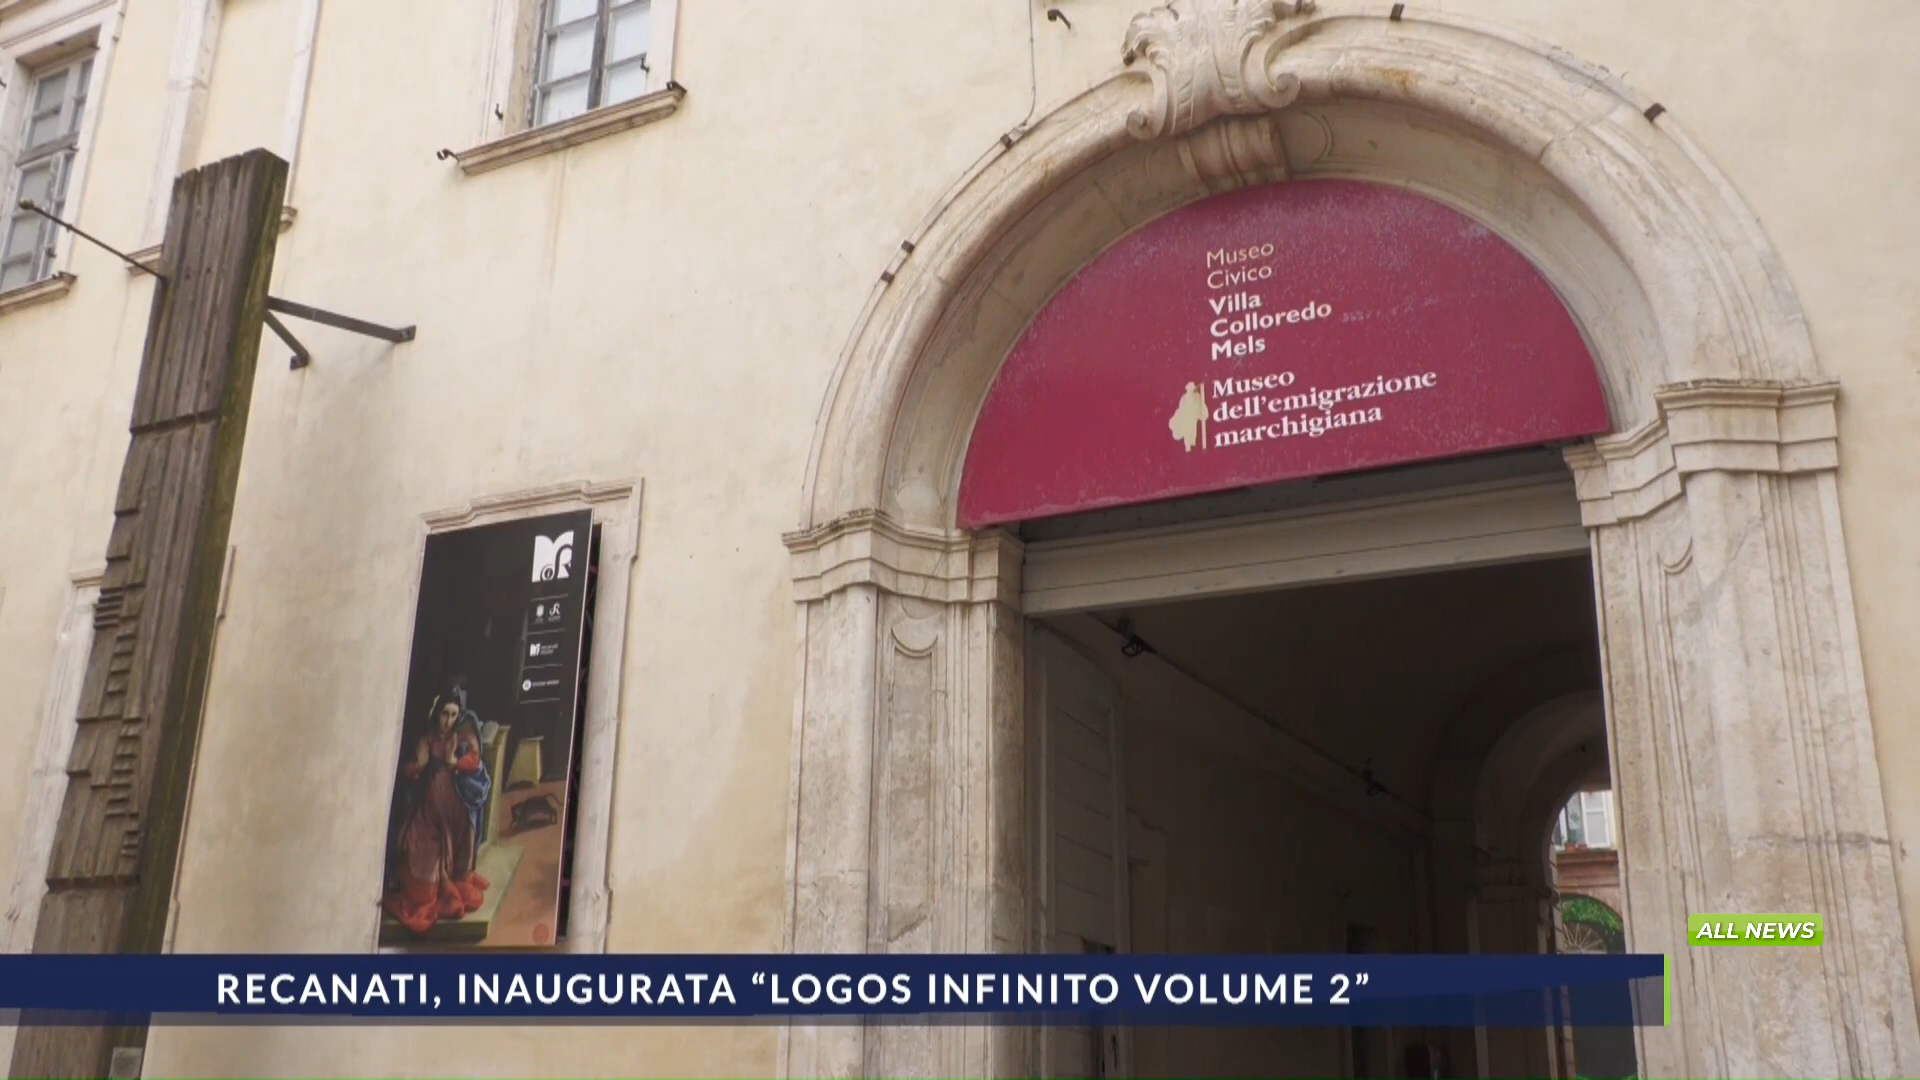 Museo
Civico
Villa
Colloredo
Mels
Museo
dell'emigrazione
marchigiana
ALL NEWS
RECANATI, INAUGURATA “LOGOS INFINITO VOLUME 2”